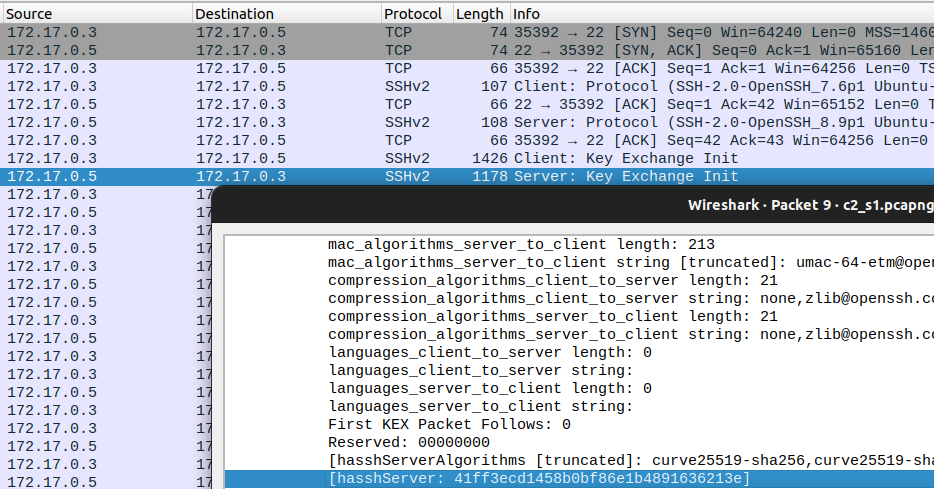 Source Destination Protocol Length Info
172.17.0.3 172.17.0.5 TCP 74 35392 → 22 [SYN] Seq=0 Win=64240 Len=0 MSS=1460
172.17.0.5 172.17.0.3 TCP 74 22 → 35392 [SYN, ACK] Seq=0 Ack=1 Win=65160 Len
172.17.0.3 172.17.0.5 TCP 66 35392 → 22 [ACK] Seq=1 Ack=1 Win=64256 Len=0 TS
172.17.0.3 172.17.0.5 SSHv2 107 Client: Protocol (SSH-2.0-OpenSSH_7.6p1 Ubuntu-
172.17.0.5 172.17.0.3 TCP 66 22 → 35392 [ACK] Seq=1 Ack=42 Win=65152 Len=0 T
172.17.0.5 172.17.0.3 SSHv2 108 Server: Protocol (SSH-2.0-OpenSSH_8.9p1 Ubuntu-
172.17.0.3 172.17.0.5 TCP 66 35392 → 22 [ACK] Seq=42 Ack=43 Win=64256 Len=0
172.17.0.3 172.17.0.5 SSHv2 1426 Client: Key Exchange Init
172.17.0.5 172.17.0.3 SSHv2 1178 Server: Key Exchange Init
172.17.0.3 17
172.17.0.5 17
172.17.0.3 17
172.17.0.5 17
172.17.0.3 17
172.17.0.5 17
172.17.0.5 17
172.17.0.3 17
172.17.0.5 17
172.17.0.3 17
172.17.0.3 17
172.17.0.5 17
172.17.0.3 17
172.17.0.5 17
172.17.0.3 17
172.17.0.5 17
172.17.0.5 17
Wireshark · Packet 9 · c2_s1.pcapng
mac_algorithms_server_to_client length: 213
mac_algorithms_server_to_client string [truncated]: umac-64-etm@open
compression_algorithms_client_to_server length: 21
compression_algorithms_client_to_server string: none,zlib@openssh.co
compression_algorithms_server_to_client length: 21
compression_algorithms_server_to_client string: none,zlib@openssh.co
languages_client_to_server length: 0
languages_client_to_server string:
languages_server_to_client length: 0
languages_server_to_client string:
First KEX Packet Follows: 0
Reserved: 00000000
[hasshServerAlgorithms [truncated]: curve25519-sha256,curve25519-sha
[hasshServer: 41ff3ecd1458b0bf86e1b4891636213e]